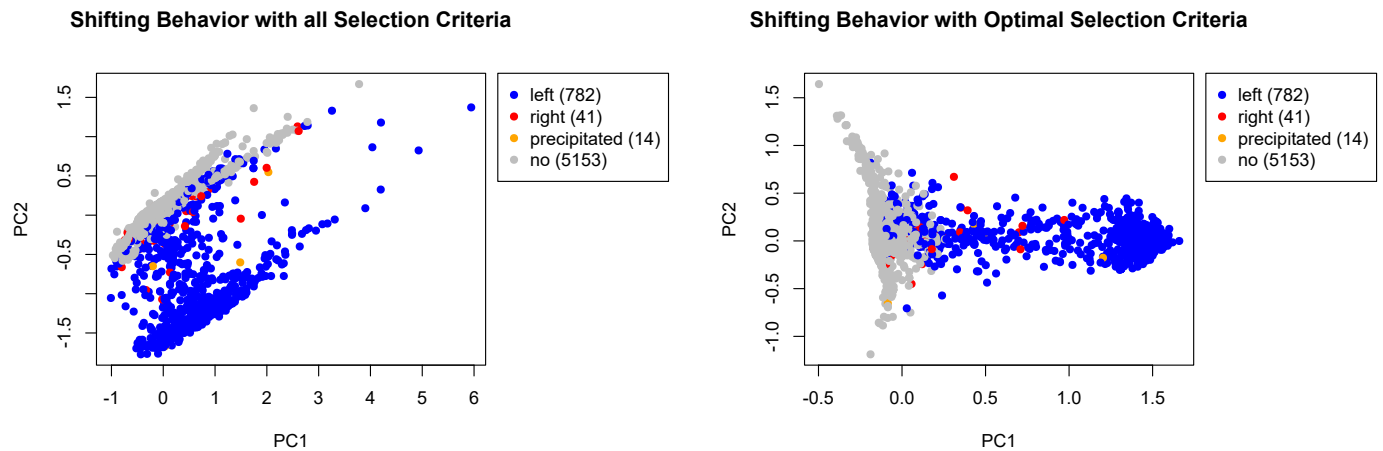 Shifting Behavior with all Selection Criteria
PC2
1.5
0.5
-0.5
-1.5
-1 0 1 2 3 4 5 6
PC1
left (782)
right (41)
precipitated (14)
no (5153)
Shifting Behavior with Optimal Selection Criteria
PC2
1.5
1.0
0.5
0.0
-0.5
-1.0
-0.5 0.0 0.5 1.0 1.5
PC1
left (782)
right (41)
precipitated (14)
no (5153)